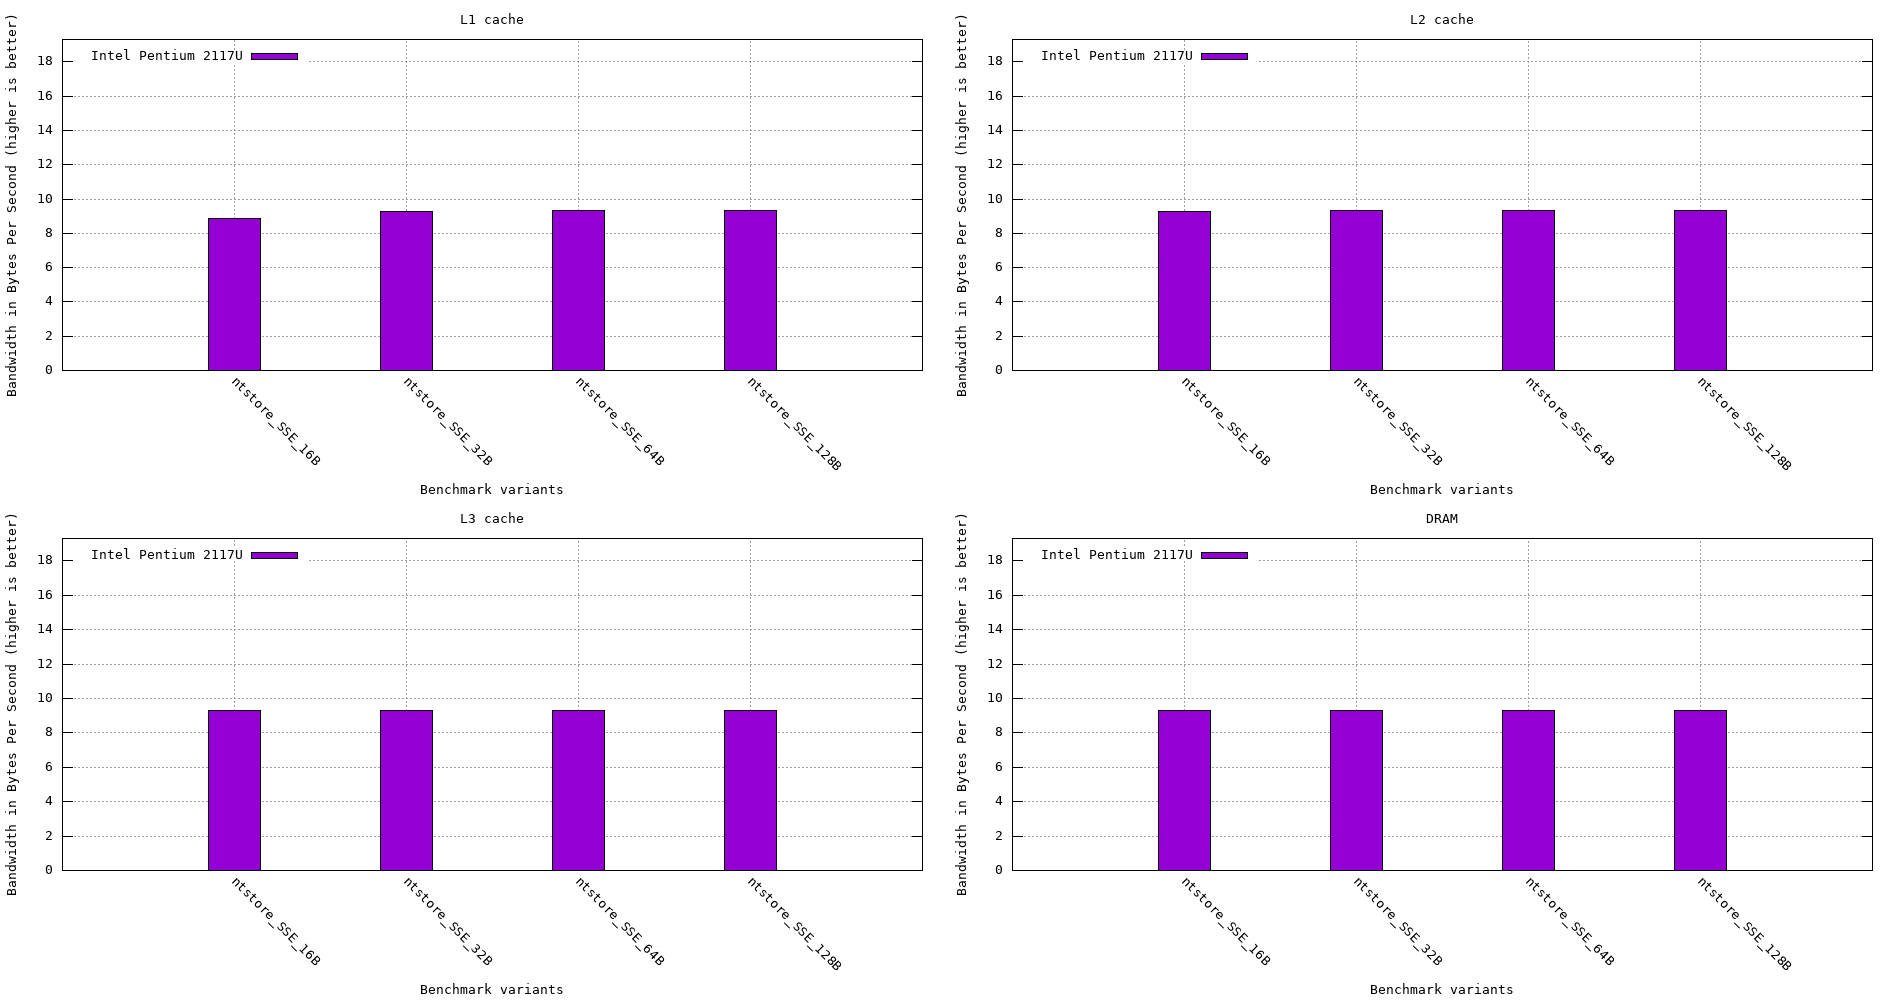 L1 cache
Bandwidth in Bytes Per Second (higher is better)
Intel Pentium 2117U
18
16
14
12
10
8
6
4
2
0
ntstore_SSE_16B
ntstore_SSE_32B
ntstore_SSE_64B
ntstore_SSE_128B
Benchmark variants
L2 cache
Bandwidth in Bytes Per Second (higher is better)
Intel Pentium 2117U
18
16
14
12
10
8
6
4
2
0
ntstore_SSE_16B
ntstore_SSE_32B
ntstore_SSE_64B
ntstore_SSE_128B
Benchmark variants
L3 cache
Bandwidth in Bytes Per Second (higher is better)
Intel Pentium 2117U
18
16
14
12
10
8
6
4
2
0
ntstore_SSE_16B
ntstore_SSE_32B
ntstore_SSE_64B
ntstore_SSE_128B
Benchmark variants
DRAM
Bandwidth in Bytes Per Second (higher is better)
Intel Pentium 2117U
18
16
14
12
10
8
6
4
2
0
ntstore_SSE_16B
ntstore_SSE_32B
ntstore_SSE_64B
ntstore_SSE_128B
Benchmark variants